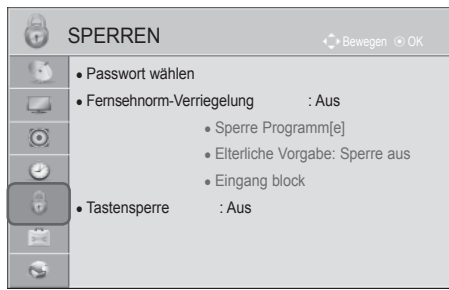 SPERREN
Bewegen OK
• Passwort wählen
• Fernsehnorm-Verriegelung : Aus
• Sperre Programm[e]
• Elterliche Vorgabe: Sperre aus
• Eingang block
• Tastensperre : Aus